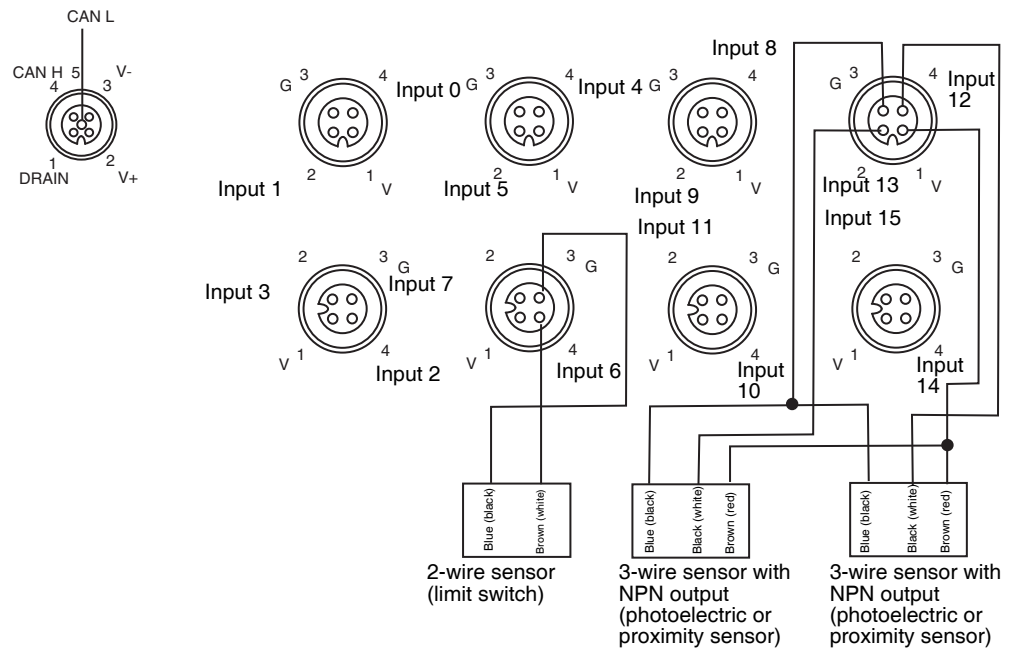 CAN L
CAN H 5 V-
4 3
1 2
DRAIN V+
Input 8
3 4 3 4 3 4 3 4
G Input 0 G Input 4 G G Input
12
2 1 V 2 1 V 2 1 V 2 1 V
Input 1 Input 5 Input 9 Input 13
Input 11 Input 15
2 3 G 2 3 G 2 3 G 2 3 G
Input 3 Input 7
V 1 4 V 1 4 V 1 4 V 1 4
Input 2 Input 6 Input
10
Input
14
Blue (black)
Brown (white)
Blue (black)
Black (white)
Brown (red)
Blue (black)
Black (white)
Brown (red)
2-wire sensor
(limit switch)
3-wire sensor with
NPN output
(photoelectric or
proximity sensor)
3-wire sensor with
NPN output
(photoelectric or
proximity sensor)